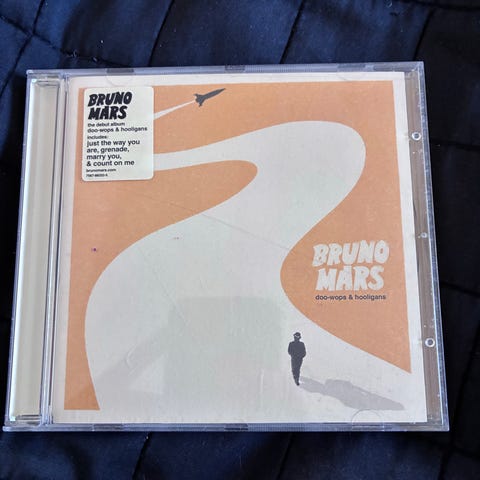 BRUNO
MARS
the debut album
doo-wops & hooligans
includes:
just the way you
are, grenade,
marry you,
& count on me
brunomars.com
BRUNO
MARS
doo-wops & hooligans